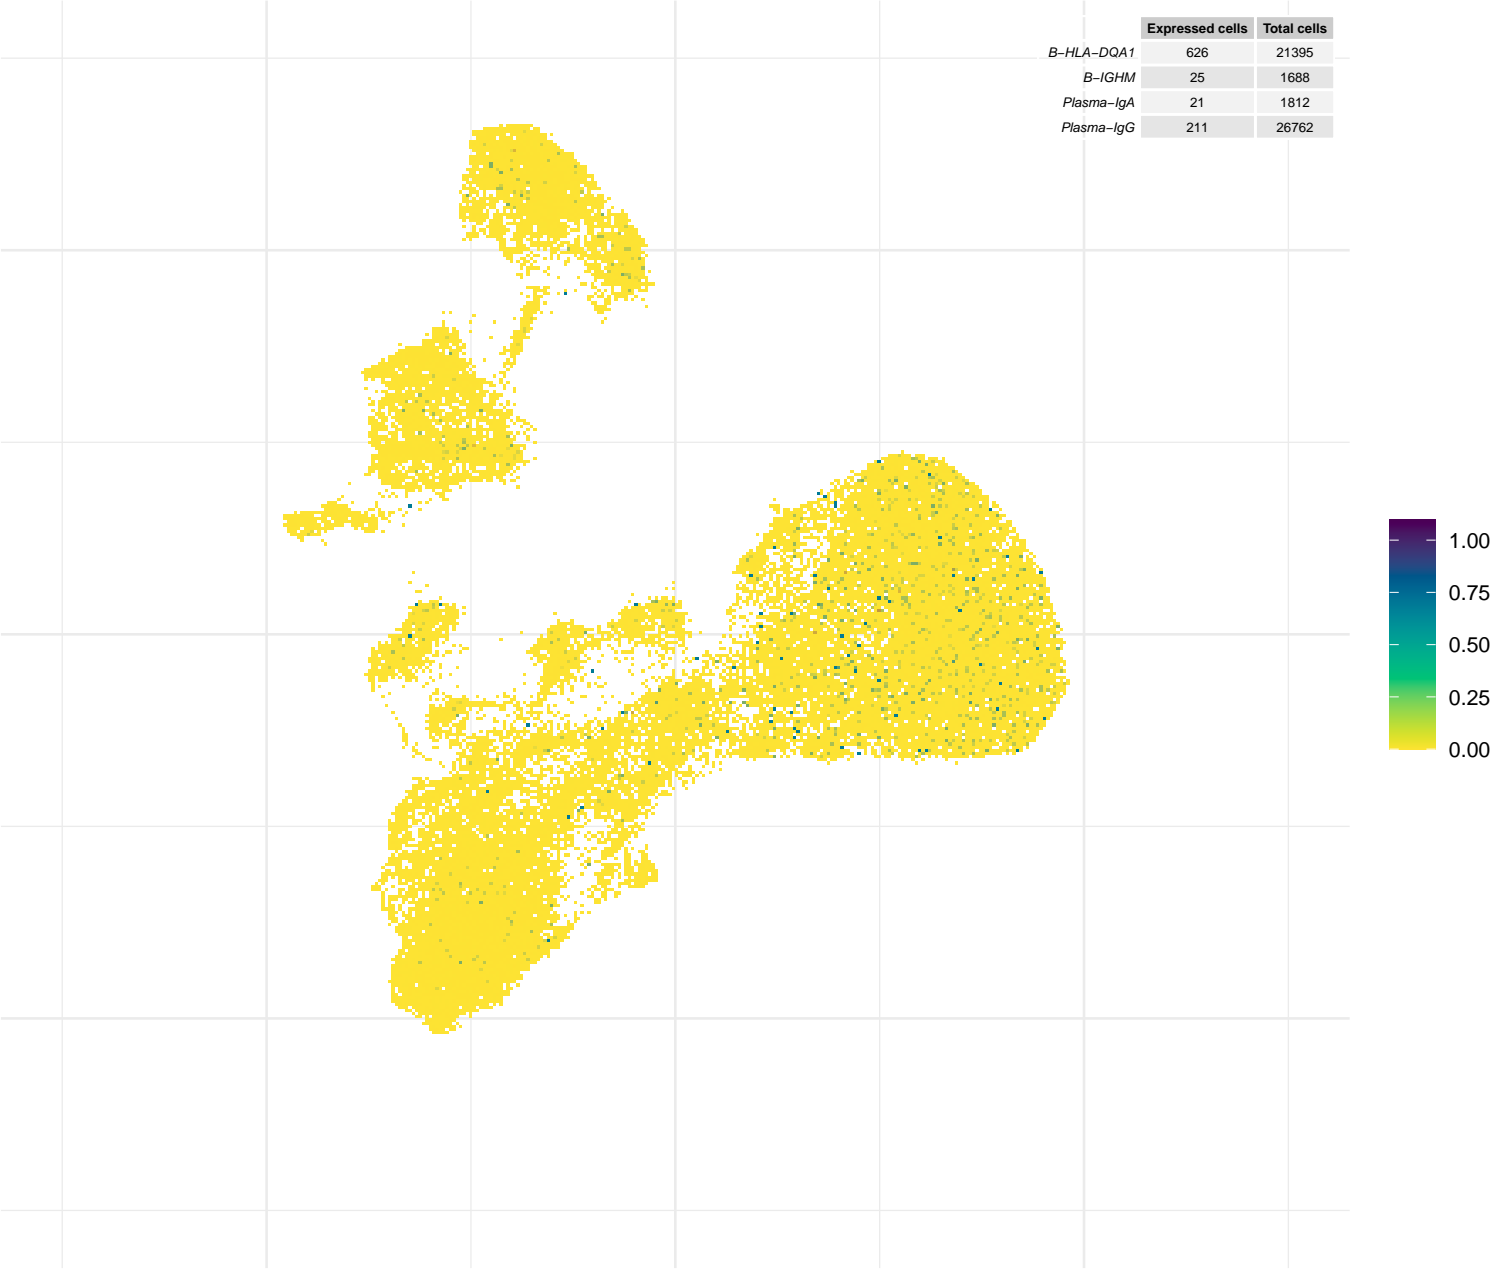 Expressed cells Total cells
B−HLA−DQA1 626 21395
B−IGHM 25 1688
Plasma−IgA 21 1812
Plasma−IgG 211 26762
1.00
0.75
0.50
0.25
0.00